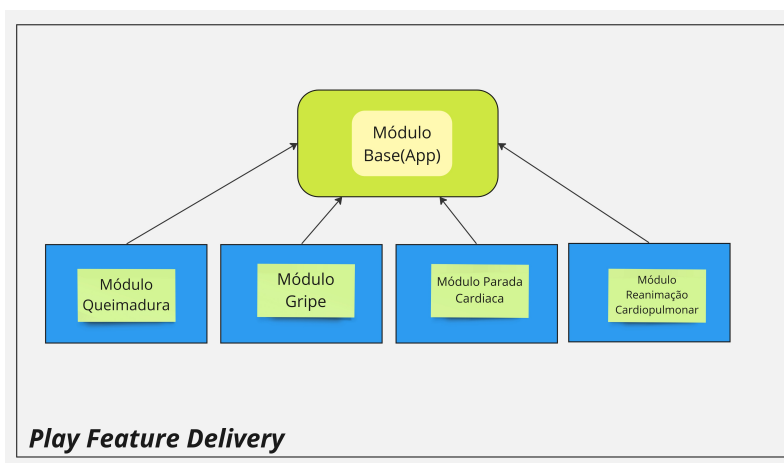 Módulo
Base(App)
Módulo
Queimadura
Módulo
Gripe
Módulo Parada
Cardiaca
Módulo
Reanimação
Cardiopulmonar
Play Feature Delivery